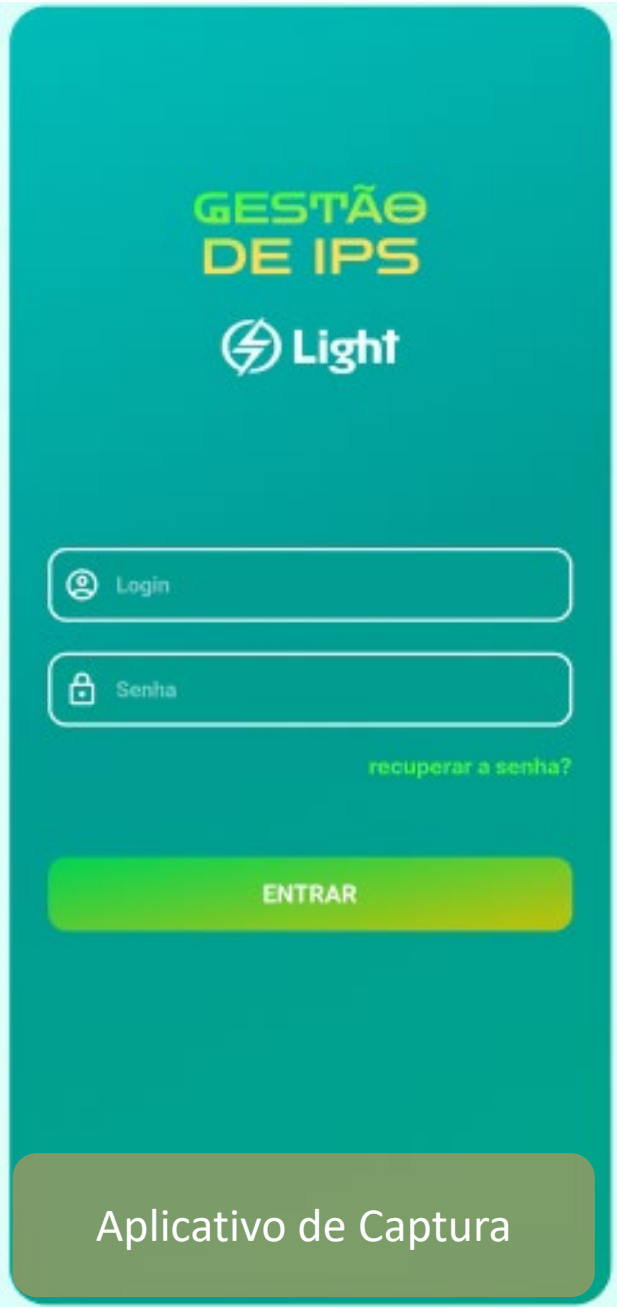 GESTÃO
DE IPS
Light
Login
Senha
recuperar a senha?
ENTRAR
Aplicativo de Captura